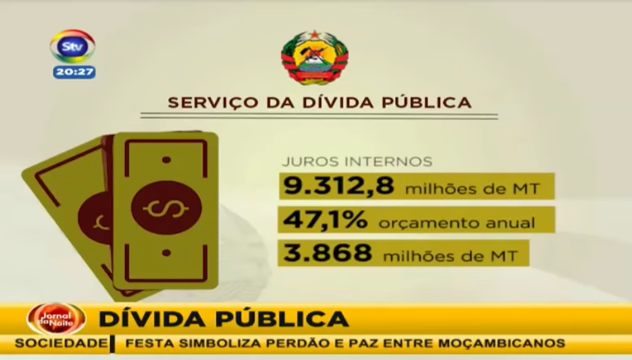 Stv
20:27
SERVIÇO DA DÍVIDA PÚBLICA
JUROS INTERNOS
9.312,8 milhões de MT
47,1% orçamento anual
3.868 milhões de MT
Jornal da Noite
DÍVIDA PÚBLICA
SOCIEDADE FESTA SIMBOLIZA PERDÃO E PAZ ENTRE MOÇAMBICANOS